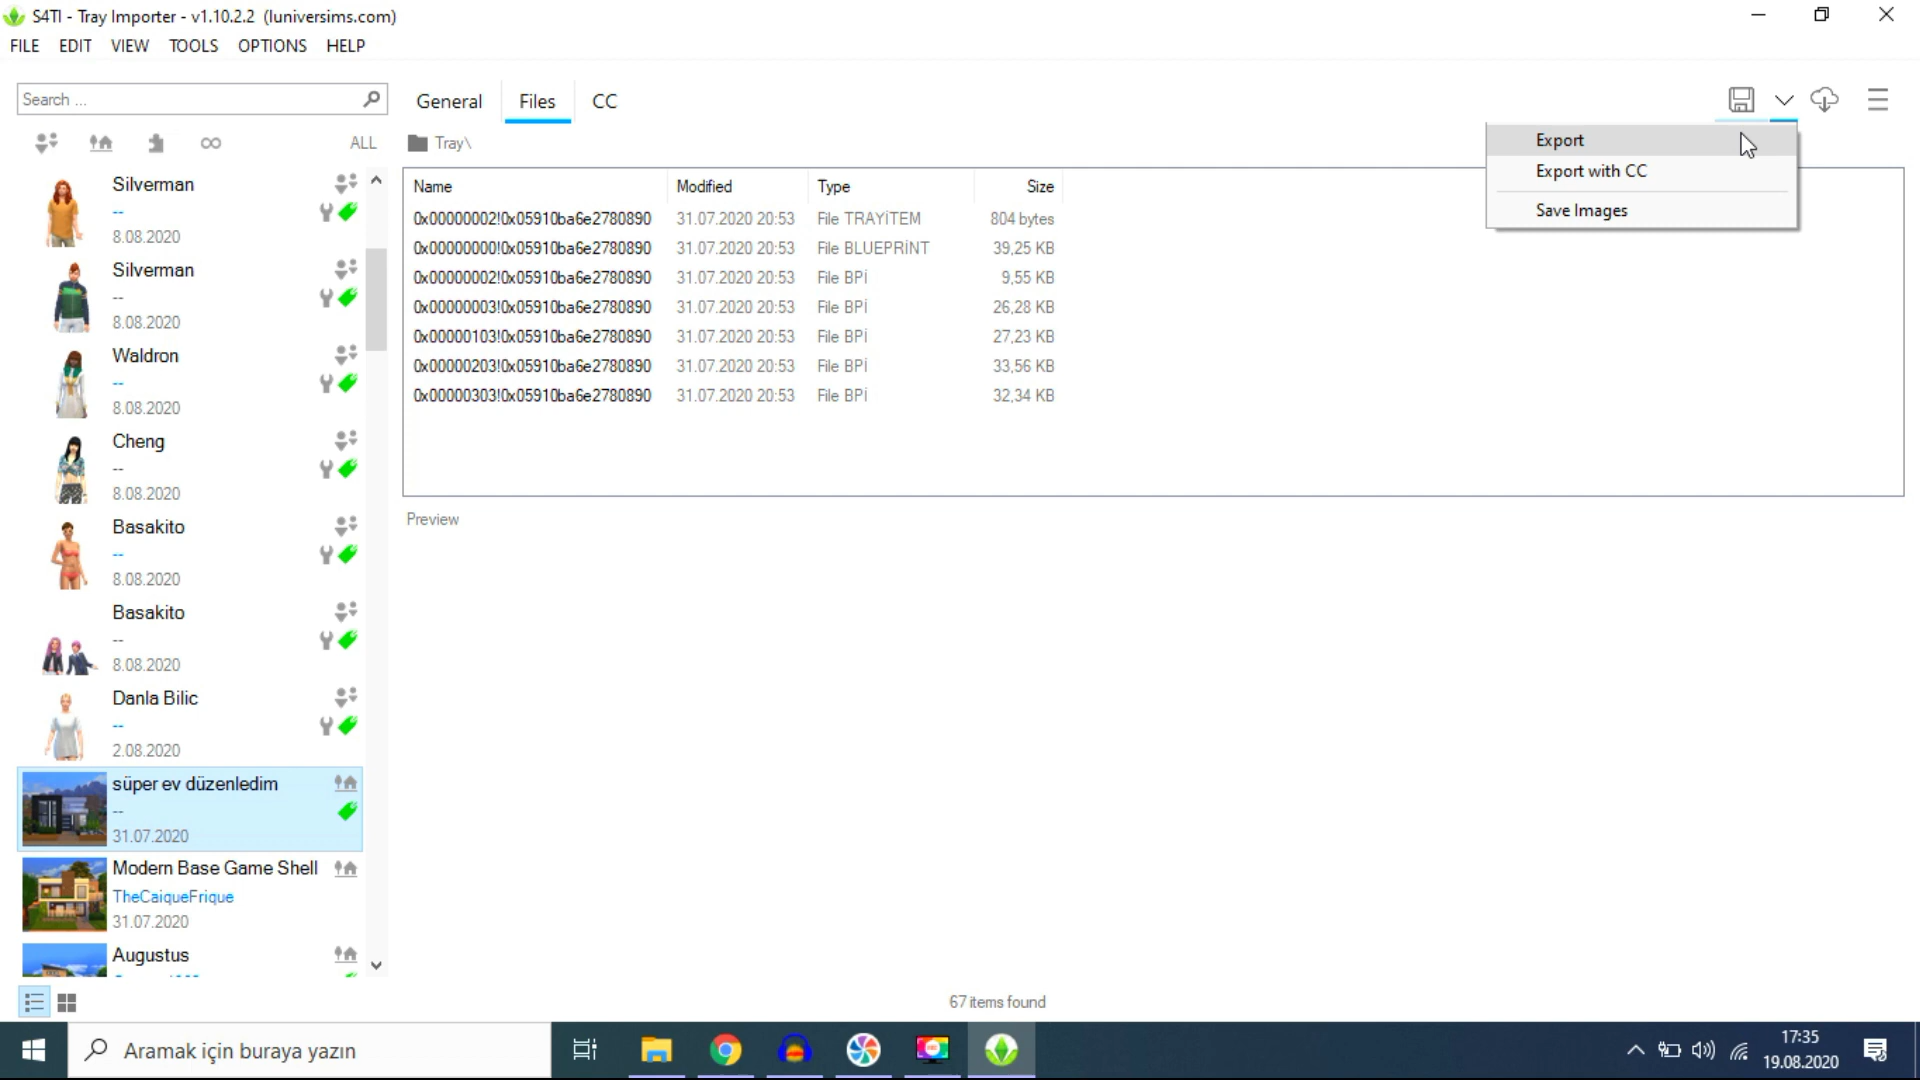 S4TI - Tray Importer - v1.10.2.2 (luniversims.com)
FILE EDIT VIEW TOOLS OPTIONS HELP
Search ...
General Files CC
ALL
Tray\
Export
Export with CC
Save Images
Name Modified Type Size
0x00000002!0x05910ba6e2780890 31.07.2020 20:53 File TRAYİTEM 804 bytes
0x00000000!0x05910ba6e2780890 31.07.2020 20:53 File BLUEPRİNT 39,25 KB
0x00000002!0x05910ba6e2780890 31.07.2020 20:53 File BPİ 9,55 KB
0x00000003!0x05910ba6e2780890 31.07.2020 20:53 File BPİ 26,28 KB
0x00000103!0x05910ba6e2780890 31.07.2020 20:53 File BPİ 27,23 KB
0x00000203!0x05910ba6e2780890 31.07.2020 20:53 File BPİ 33,56 KB
0x00000303!0x05910ba6e2780890 31.07.2020 20:53 File BPİ 32,34 KB
Preview
Silverman
--
8.08.2020
Silverman
--
8.08.2020
Waldron
--
8.08.2020
Cheng
--
8.08.2020
Basakito
--
8.08.2020
Basakito
--
8.08.2020
Danla Bilic
--
2.08.2020
süper ev düzenledim
--
31.07.2020
Modern Base Game Shell
TheCaiqueFrique
31.07.2020
Augustus
67 items found
Aramak için buraya yazın
17:35
19.08.2020